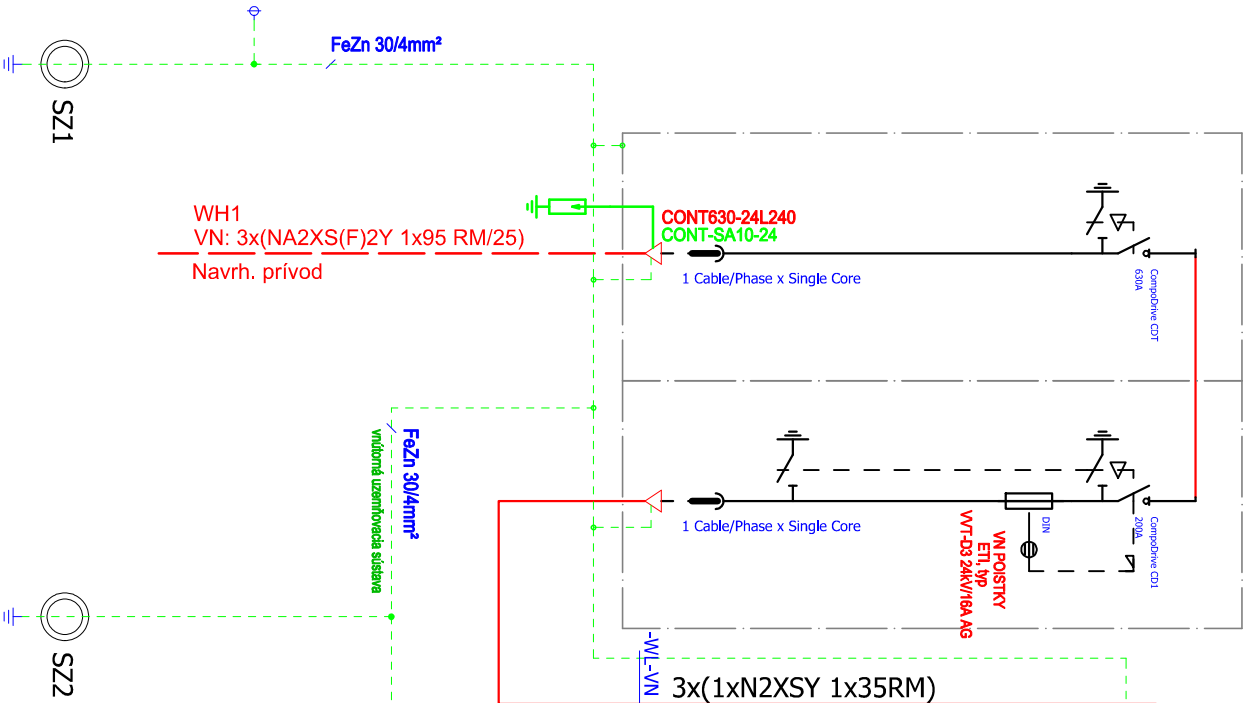 FeZn 30/4mm²
SZ1
WH1
VN: 3x(NA2XS(F)2Y 1x95 RM/25)
Navrh. prívod
CONT630-24L240
CONT-SA10-24
1 Cable/Phase x Single Core
CompoDrive CDT
630A
FeZn 30/4mm²
vnútorná uzemňovacia sústava
1 Cable/Phase x Single Core
DIN
CompoDrive CD1
200A
VN POISTKY
ETI, typ
VVT-D3 24kV/16A AG
SZ2
-WL-VN
3x(1xN2XSY 1x35RM)